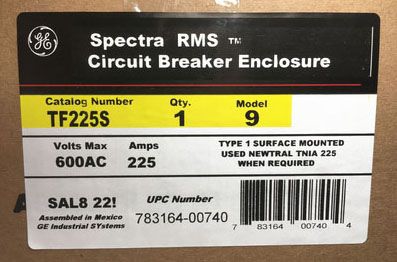 GE
Spectra RMS ™
Circuit Breaker Enclosure
Catalog Number Qty. Model
TF225S 1 9
Volts Max Amps
600AC 225
TYPE 1 SURFACE MOUNTED
USED NEWTRAL TNIA 225
WHEN REQUIRED
SAL8 22!
Assembled in Mexico
GE Industrial SYstems
UPC Number
783164-00740
7 83164 00740 4